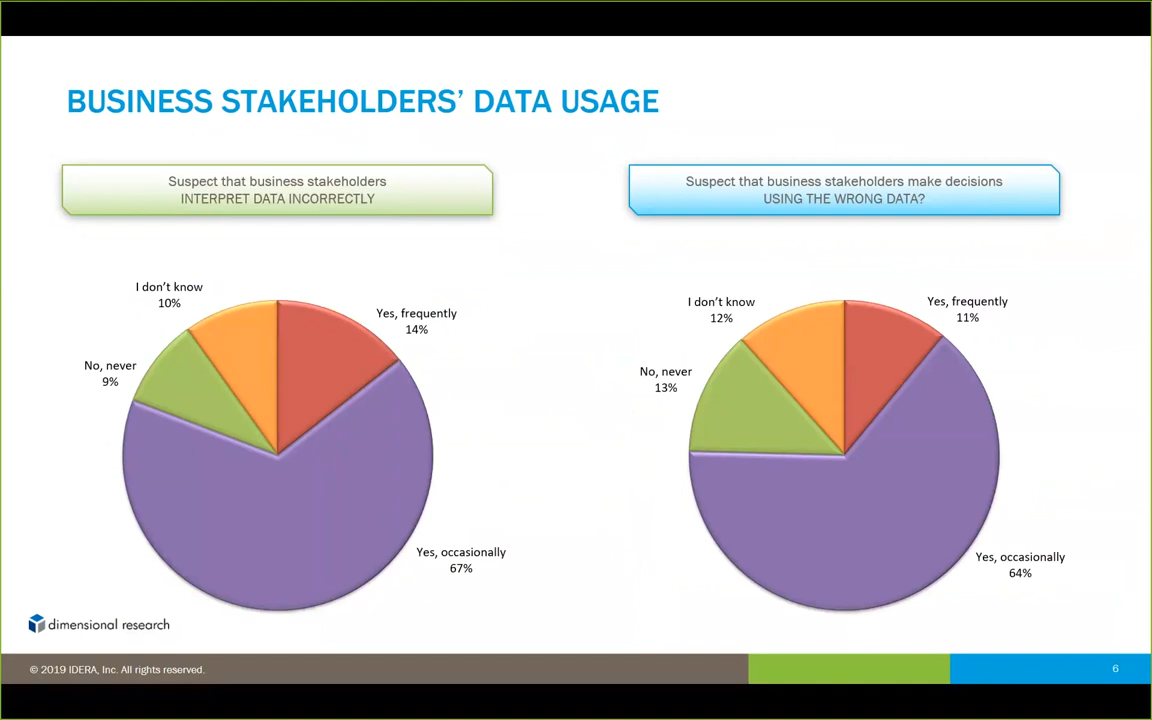 BUSINESS STAKEHOLDERS’ DATA USAGE
Suspect that business stakeholders
INTERPRET DATA INCORRECTLY
I don’t know
10%
Yes, frequently
14%
No, never
9%
Yes, occasionally
67%
Suspect that business stakeholders make decisions
USING THE WRONG DATA?
I don’t know
12%
Yes, frequently
11%
No, never
13%
Yes, occasionally
64%
dimensional research
© 2019 IDERA, Inc. All rights reserved.
6